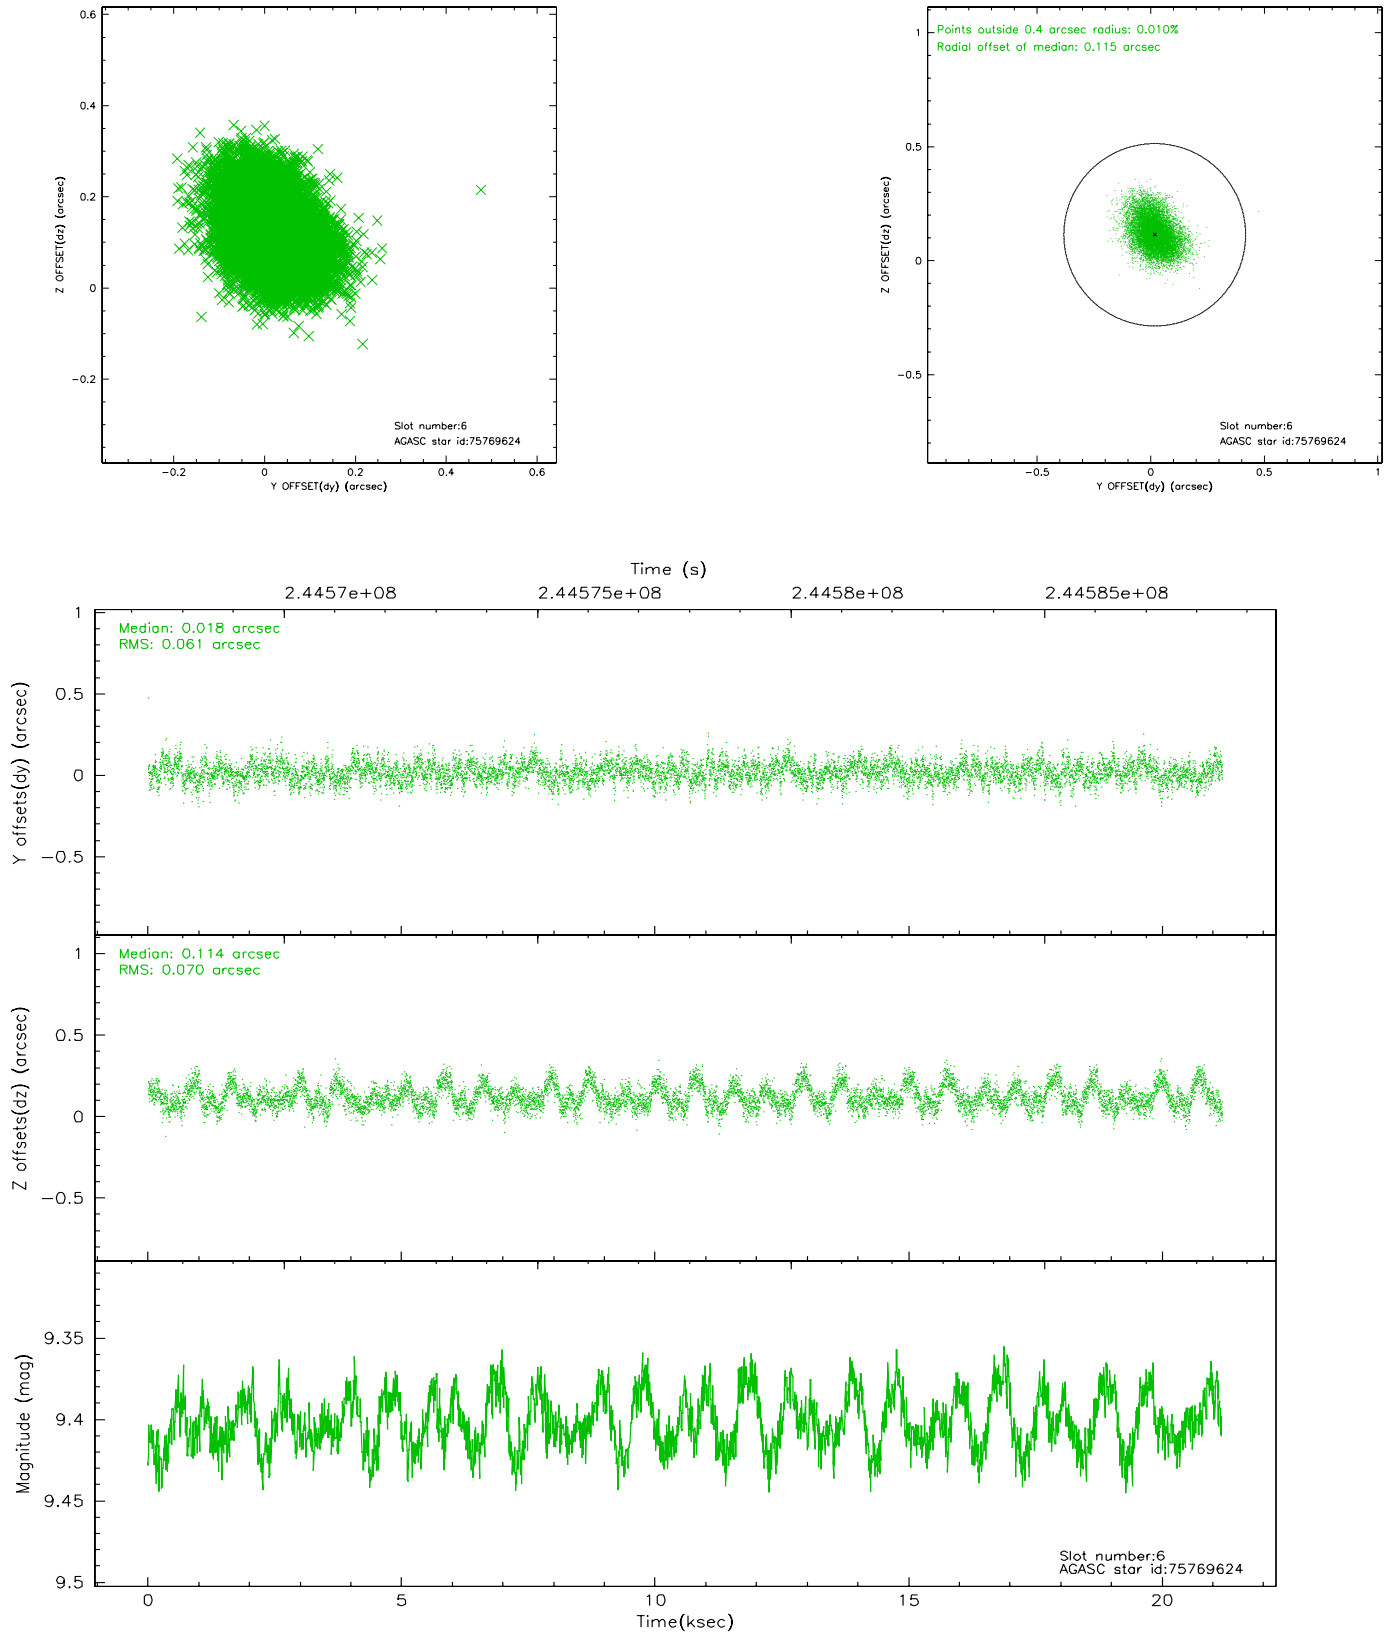 0.6
0.4
0.2
0
−0.2
Z OFFSET(dz) (arcsec)
Slot number:6
AGASC star id:75769624
−0.2 0 0.2 0.4 0.6
Y OFFSET(dy) (arcsec)
Points outside 0.4 arcsec radius: 0.010%
Radial offset of median: 0.115 arcsec
1
0.5
0
−0.5
Z OFFSET(dz) (arcsec)
Slot number:6
AGASC star id:75769624
−0.5 0 0.5 1
Y OFFSET(dy) (arcsec)
Time (s)
2.4457e+08 2.44575e+08 2.4458e+08 2.44585e+08
Median: 0.018 arcsec
RMS: 0.061 arcsec
1
0.5
0
−0.5
Y offsets(dy) (arcsec)
Median: 0.114 arcsec
RMS: 0.070 arcsec
1
0.5
0
−0.5
Z offsets(dz) (arcsec)
9.35
9.4
9.45
9.5
Magnitude (mag)
Slot number:6
AGASC star id:75769624
0 5 10 15 20
Time(ksec)